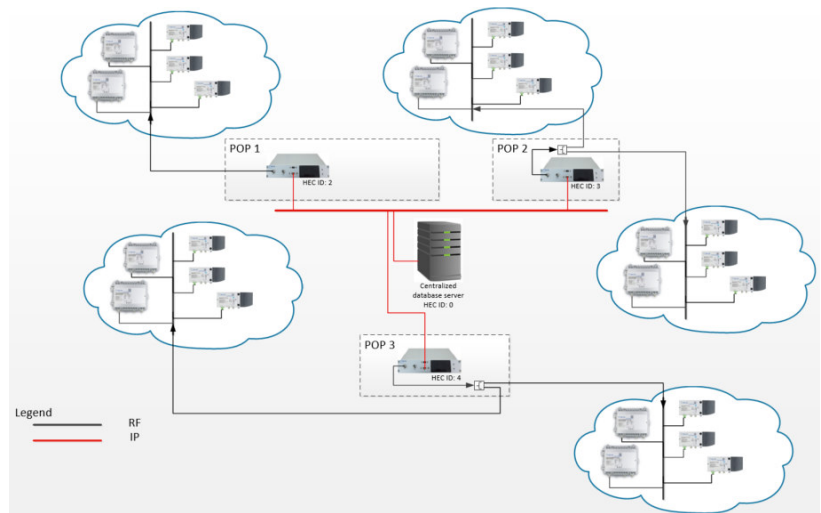 POP 1
HEC ID: 2
POP 2
HEC ID: 3
Centralized
database server
HEC ID: 0
POP 3
HEC ID: 4
Legend
RF
IP